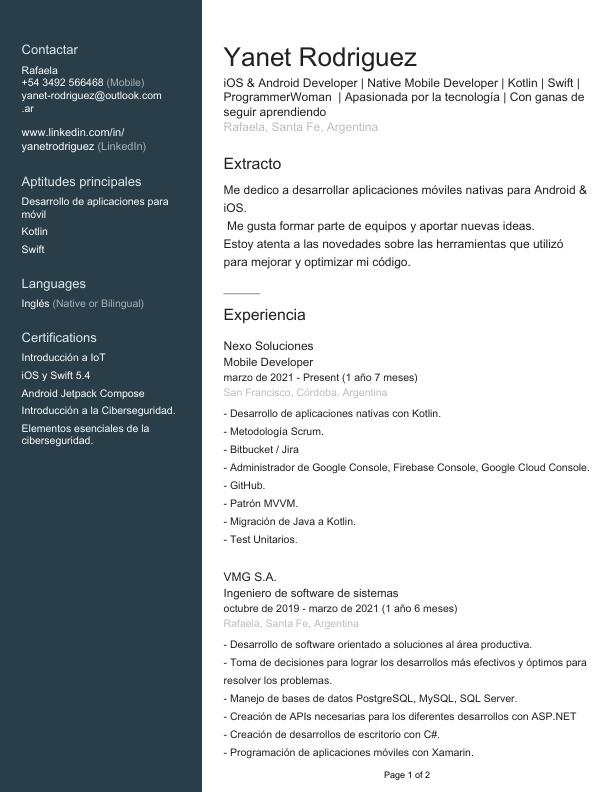 Contactar
Rafaela
+54 3492 566468 (Mobile)
yanet-rodriguez@outlook.com
.ar
www.linkedin.com/in/
yanetrodriguez (LinkedIn)
Aptitudes principales
Desarrollo de aplicaciones para
móvil
Kotlin
Swift
Languages
Inglés (Native or Bilingual)
Certifications
Introducción a IoT
iOS y Swift 5.4
Android Jetpack Compose
Introducción a la Ciberseguridad.
Elementos esenciales de la
ciberseguridad.
Yanet Rodriguez
iOS & Android Developer | Native Mobile Developer | Kotlin | Swift |
ProgrammerWoman | Apasionada por la tecnología | Con ganas de
seguir aprendiendo
Rafaela, Santa Fe, Argentina
Extracto
Me dedico a desarrollar aplicaciones móviles nativas para Android &
iOS.
Me gusta formar parte de equipos y aportar nuevas ideas.
Estoy atenta a las novedades sobre las herramientas que utilizó
para mejorar y optimizar mi código.
Experiencia
Nexo Soluciones
Mobile Developer
marzo de 2021 - Present (1 año 7 meses)
San Francisco, Córdoba, Argentina
- Desarrollo de aplicaciones nativas con Kotlin.
- Metodología Scrum.
- Bitbucket / Jira
- Administrador de Google Console, Firebase Console, Google Cloud Console.
- GitHub.
- Patrón MVVM.
- Migración de Java a Kotlin.
- Test Unitarios.
VMG S.A.
Ingeniero de software de sistemas
octubre de 2019 - marzo de 2021 (1 año 6 meses)
Rafaela, Santa Fe, Argentina
- Desarrollo de software orientado a soluciones al área productiva.
- Toma de decisiones para lograr los desarrollos más efectivos y óptimos para
resolver los problemas.
- Manejo de bases de datos PostgreSQL, MySQL, SQL Server.
- Creación de APIs necesarias para los diferentes desarrollos con ASP.NET
- Creación de desarrollos de escritorio con C#.
- Programación de aplicaciones móviles con Xamarin.
Page 1 of 2